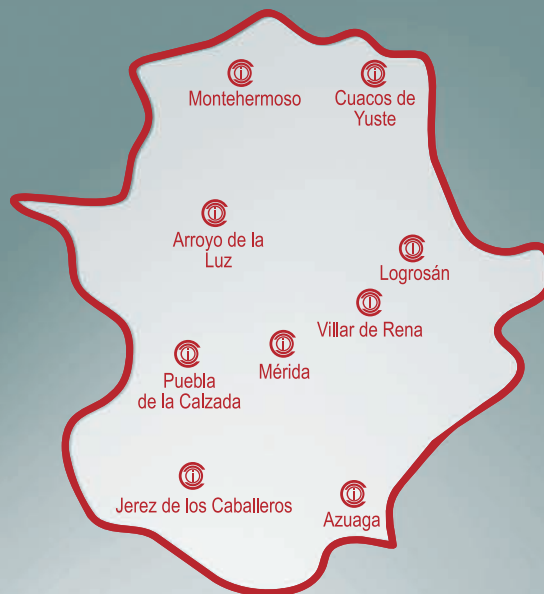 Montehermoso
Cuacos de
Yuste
Arroyo de la
Luz
Logrosán
Villar de Rena
Mérida
Puebla
de la Calzada
Jerez de los Caballeros
Azuaga